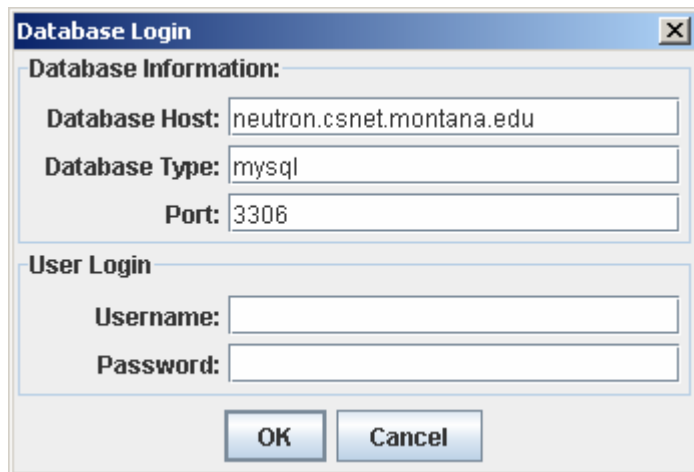 Database Login
Database Information:
Database Host: neutron.csnet.montana.edu
Database Type: mysql
Port: 3306
User Login
Username:
Password:
OK Cancel